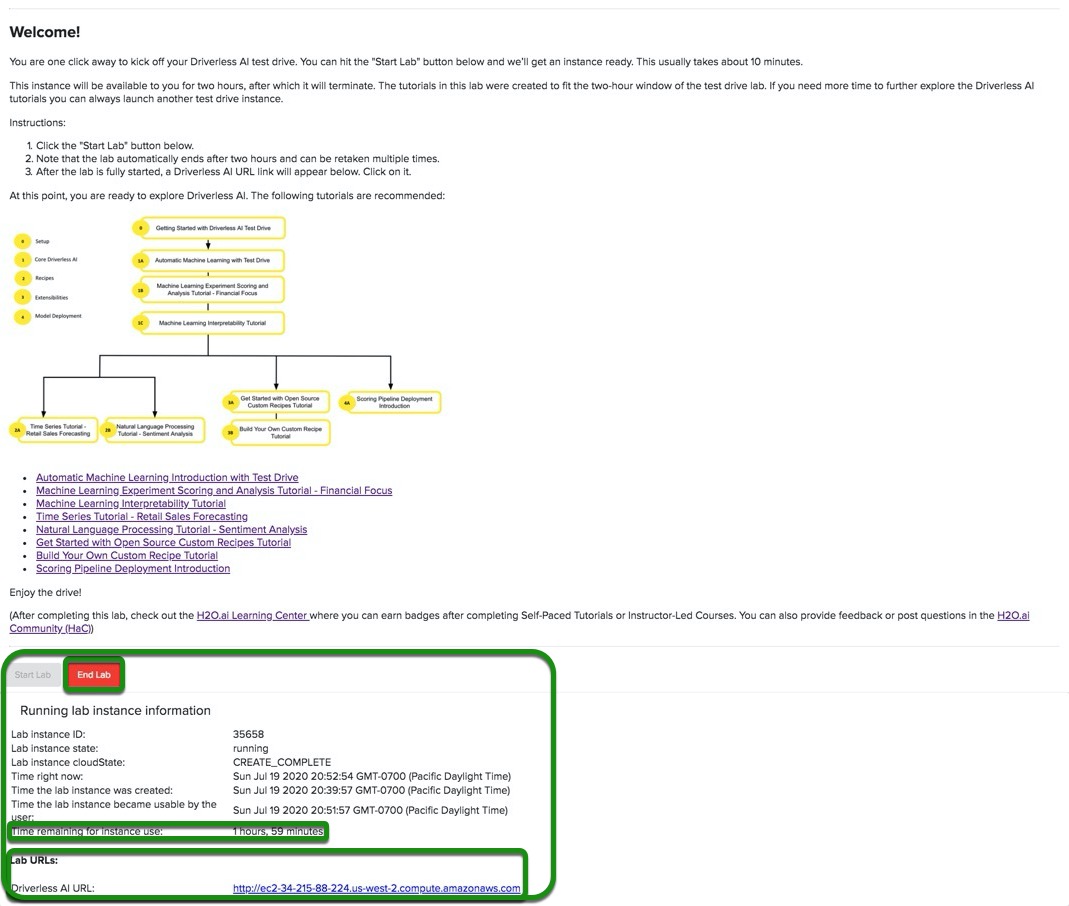 Welcome!
You are one click away to kick off your Driverless AI test drive. You can hit the "Start Lab" button below and we'll get an instance ready. This usually takes about 10 minutes.
This instance will be available to you for two hours, after which it will terminate. The tutorials in this lab were created to fit the two-hour window of the test drive lab. If you need more time to further explore the Driverless AI
tutorials you can always launch another test drive instance.
Instructions:
1. Click the "Start Lab" button below.
2. Note that the lab automatically ends after two hours and can be retaken multiple times.
3. After the lab is fully started, a Driverless AI URL link will appear below. Click on it.
At this point, you are ready to explore Driverless AI. The following tutorials are recommended:
0 Setup
1 Core Driverless AI
2 Recipes
3 Extensibilities
4 Model Deployment
0 Getting Started with Driverless AI Test Drive
1A Automatic Machine Learning with Test Drive
1B Machine Learning Experiment Scoring and
Analysis Tutorial - Financial Focus
1C Machine Learning Interpretability Tutorial
2A Time Series Tutorial -
Retail Sales Forecasting
2B Natural Language Processing
Tutorial - Sentiment Analysis
3A Get Started with Open Source
Custom Recipes Tutorial
3B Build Your Own Custom Recipe
Tutorial
4A Scoring Pipeline Deployment
Introduction
• Automatic Machine Learning Introduction with Test Drive
• Machine Learning Experiment Scoring and Analysis Tutorial - Financial Focus
• Machine Learning Interpretability Tutorial
• Time Series Tutorial - Retail Sales Forecasting
• Natural Language Processing Tutorial - Sentiment Analysis
• Get Started with Open Source Custom Recipes Tutorial
• Build Your Own Custom Recipe Tutorial
• Scoring Pipeline Deployment Introduction
Enjoy the drive!
(After completing this lab, check out the H2O.ai Learning Center where you can earn badges after completing Self-Paced Tutorials or Instructor-Led Courses. You can also provide feedback or post questions in the H2O.ai
Community (HaC))
Start Lab End Lab
Running lab instance information
Lab instance ID: 35658
Lab instance state: running
Lab instance cloudState: CREATE_COMPLETE
Time right now: Sun Jul 19 2020 20:52:54 GMT-0700 (Pacific Daylight Time)
Time the lab instance was created: Sun Jul 19 2020 20:39:57 GMT-0700 (Pacific Daylight Time)
Time the lab instance became usable by the
user: Sun Jul 19 2020 20:51:57 GMT-0700 (Pacific Daylight Time)
Time remaining for instance use: 1 hours, 59 minutes
Lab URLs:
Driverless AI URL: http://ec2-34-215-88-224.us-west-2.compute.amazonaws.com